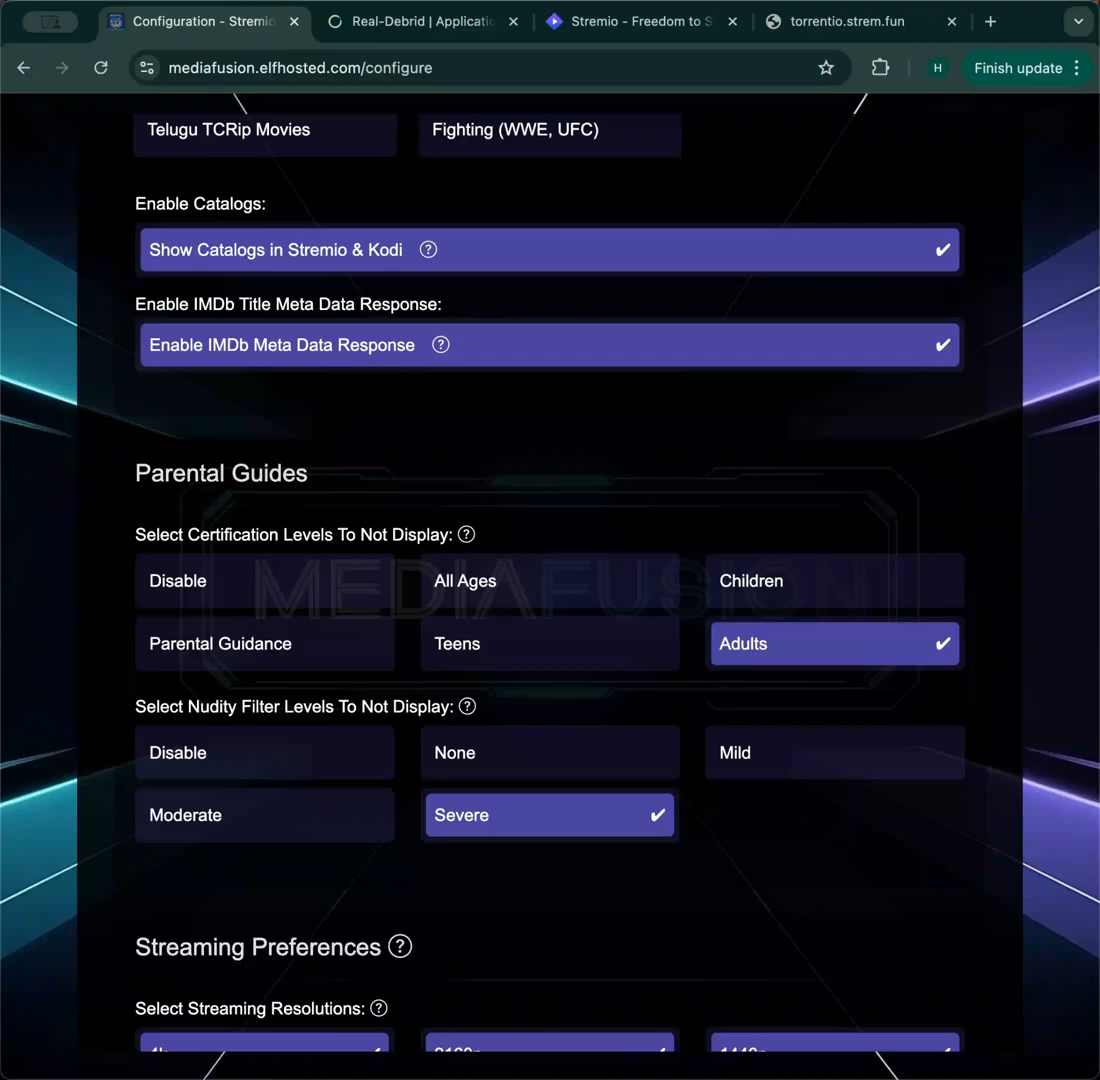 Configuration - Stremio
Real-Debrid | Applicatio
Stremio - Freedom to S
torrentio.strem.fun
mediafusion.elfhosted.com/configure
H
Finish update
Telugu TCRip Movies
Fighting (WWE, UFC)
Enable Catalogs:
Show Catalogs in Stremio & Kodi ?
Enable IMDb Title Meta Data Response:
Enable IMDb Meta Data Response ?
Parental Guides
Select Certification Levels To Not Display: ?
Disable
All Ages
Children
MEDIAFUSION
Parental Guidance
Teens
Adults
Select Nudity Filter Levels To Not Display: ?
Disable
None
Mild
Moderate
Severe
Streaming Preferences ?
Select Streaming Resolutions: ?